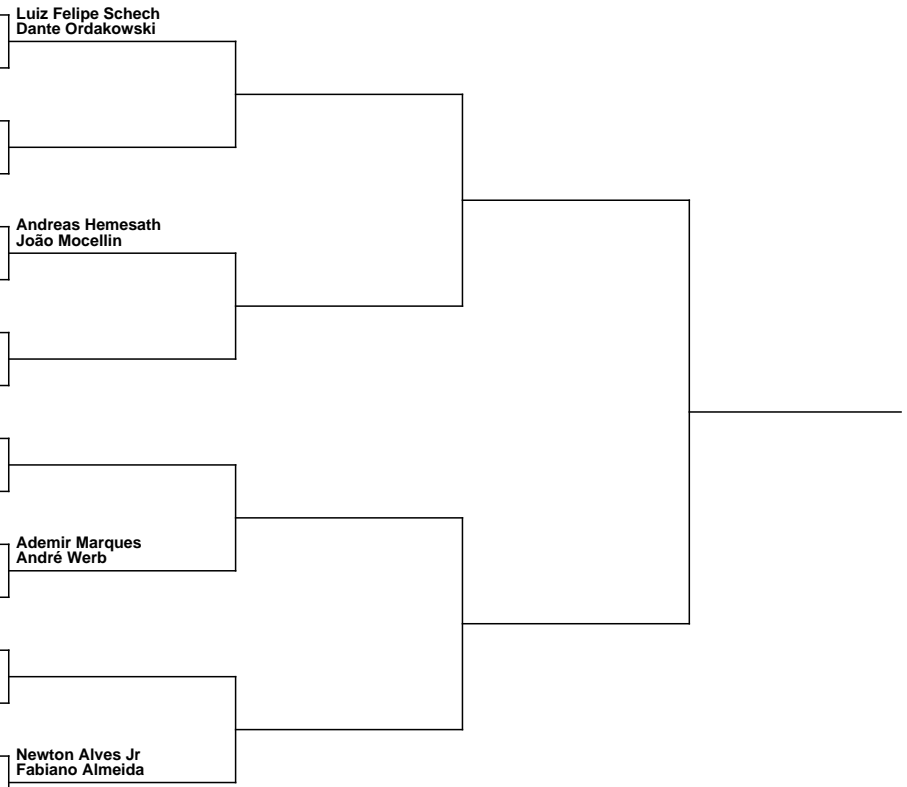 Luiz Felipe Schech
Dante Ordakowski
Andreas Hemesath
João Mocellin
Ademir Marques
André Werb
Newton Alves Jr
Fabiano Almeida